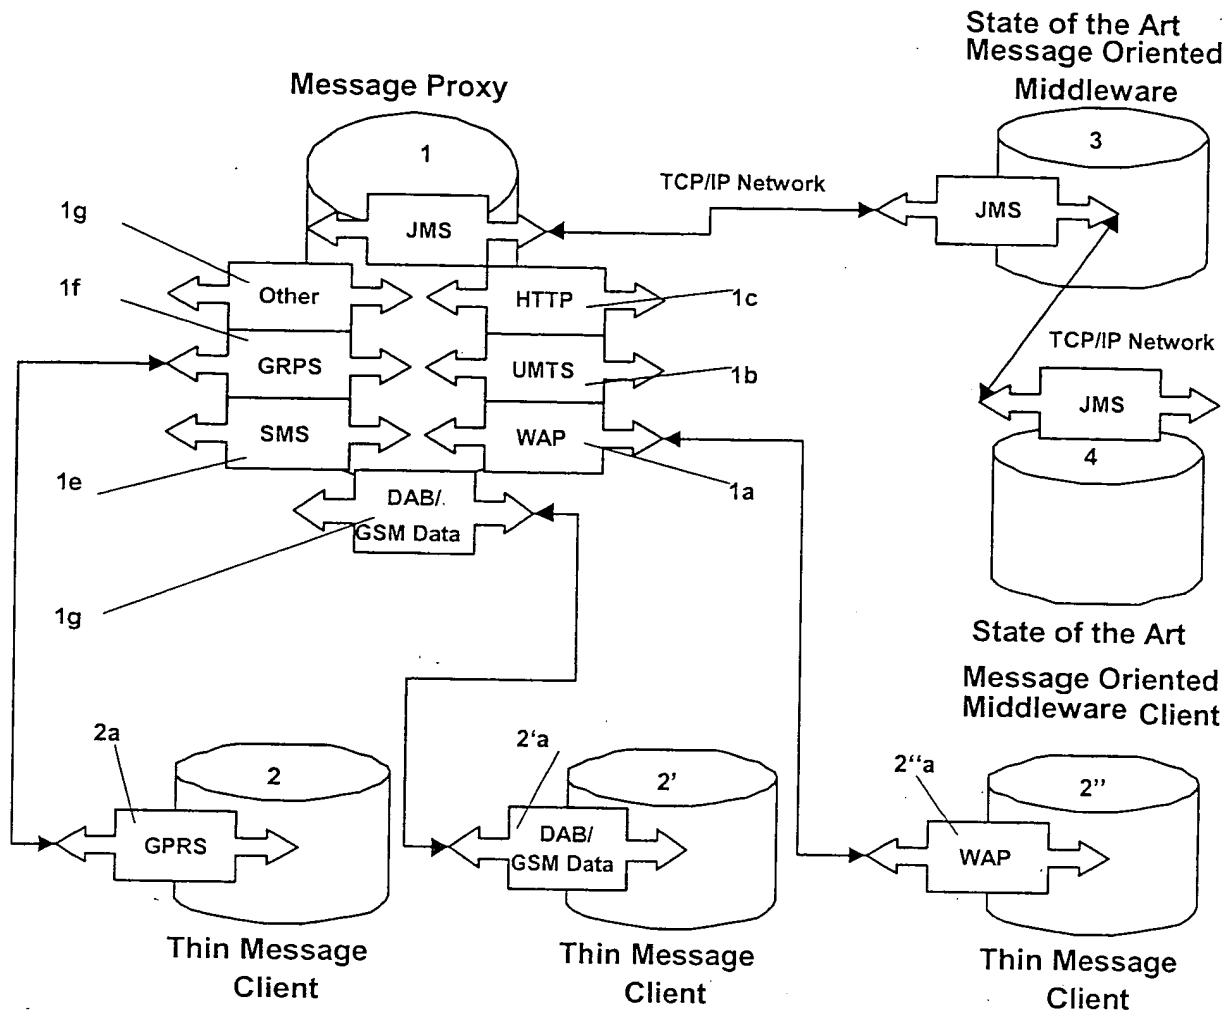 State of the Art
Message Oriented
Middleware
Message Proxy
1
3
TCP/IP Network
JMS
JMS
1g
Other
HTTP
1c
1f
GRPS
UMTS
1b
TCP/IP Network
JMS
SMS
WAP
1e
1a
4
DAB/.
GSM Data
1g
State of the Art
Message Oriented
Middleware Client
2a
2
2'a
2'
2''a
2''
GPRS
DAB/
GSM Data
WAP
Thin Message
Client
Thin Message
Client
Thin Message
Client